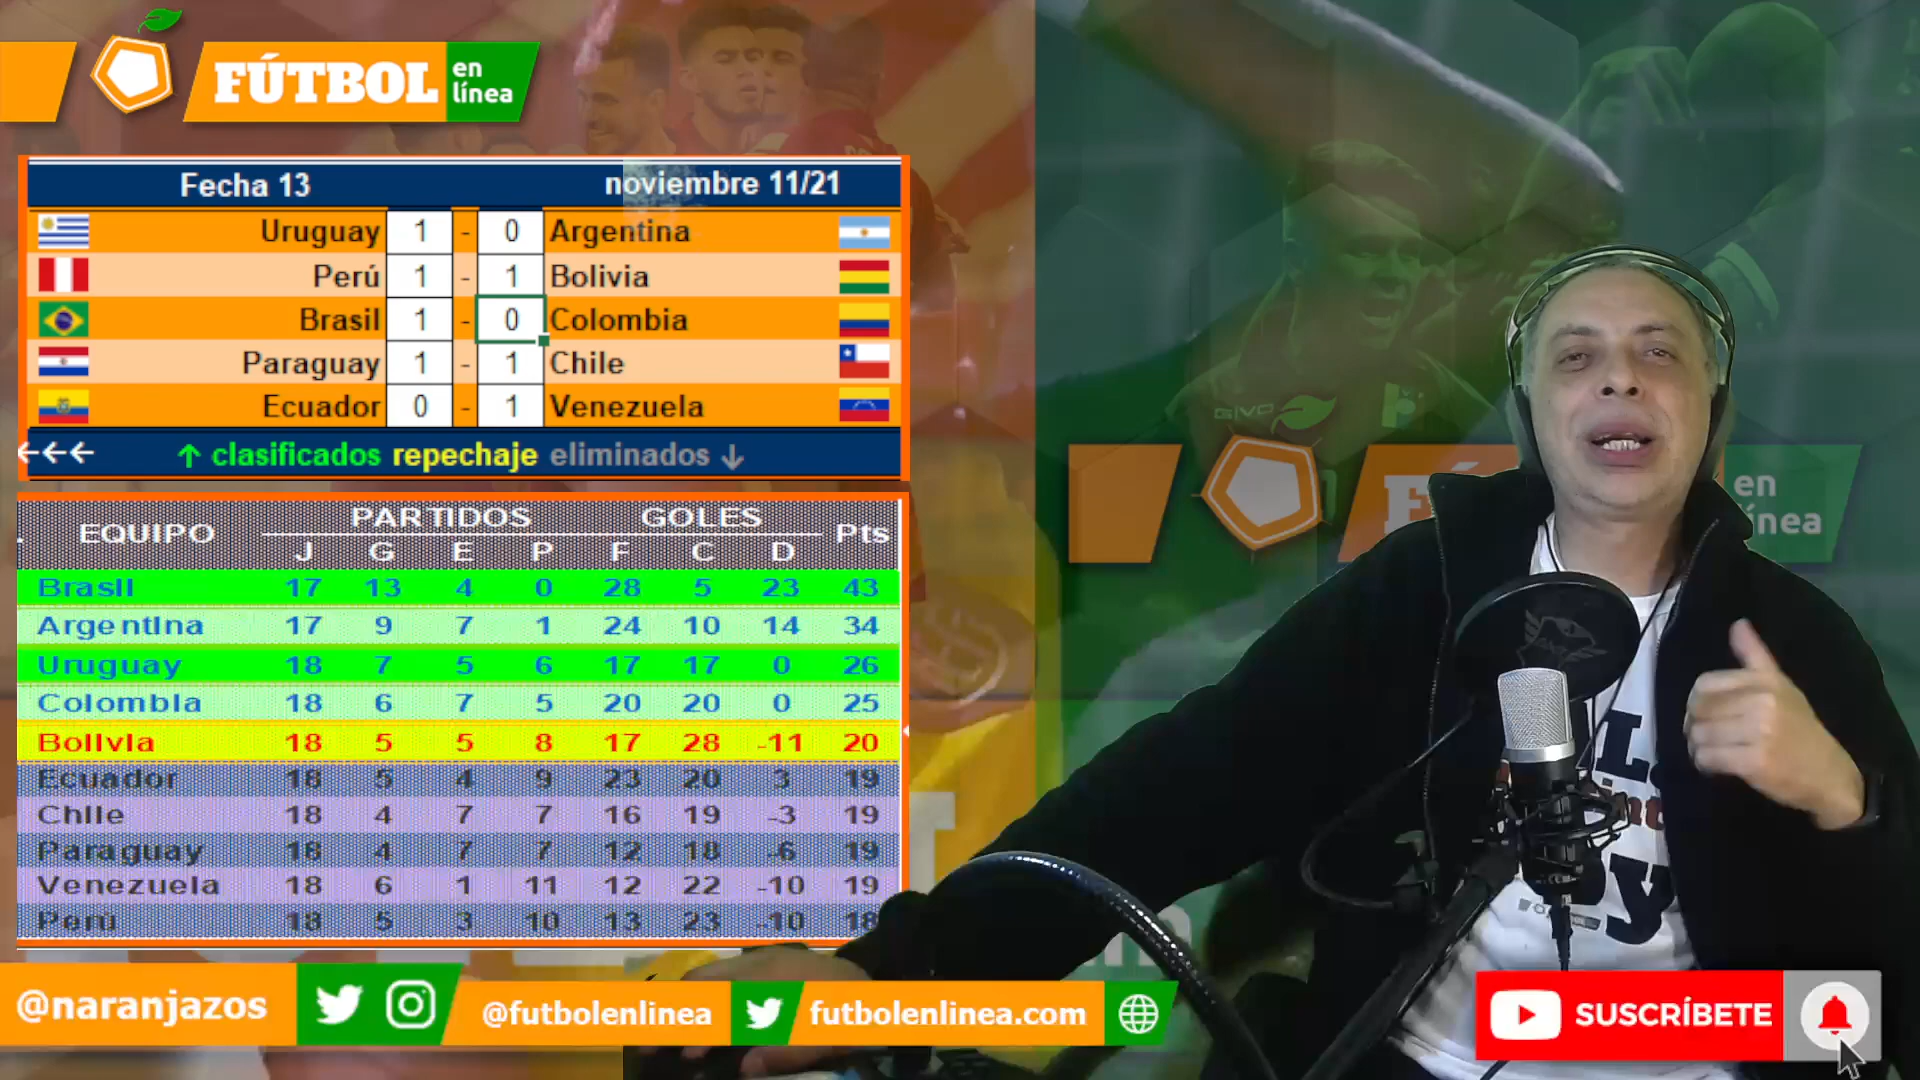 FÚTBOL en línea
Fecha 13 noviembre 11/21
Uruguay 1 - 0 Argentina
Perú 1 - 1 Bolivia
Brasil 1 - 0 Colombia
Paraguay 1 - 1 Chile
Ecuador 0 - 1 Venezuela
←←← ↑ clasificados repechaje eliminados ↓
EQUIPO PARTIDOS GOLES Pts
J G E P F C D
Brasil 17 13 4 0 28 5 23 43
Argentina 17 9 7 1 24 10 14 34
Uruguay 18 7 5 6 17 17 0 26
Colombia 18 6 7 5 20 20 0 25
Bolivia 18 5 5 8 17 28 -11 20
Ecuador 18 5 4 9 23 20 3 19
Chile 18 4 7 7 16 19 -3 19
Paraguay 18 4 7 7 12 18 -6 19
Venezuela 18 6 1 11 12 22 -10 19
Perú 18 5 3 10 13 23 -10 18
GIVO
en
línea
@naranjazos @futbolenlinea futbolenlinea.com
SUSCRÍBETE